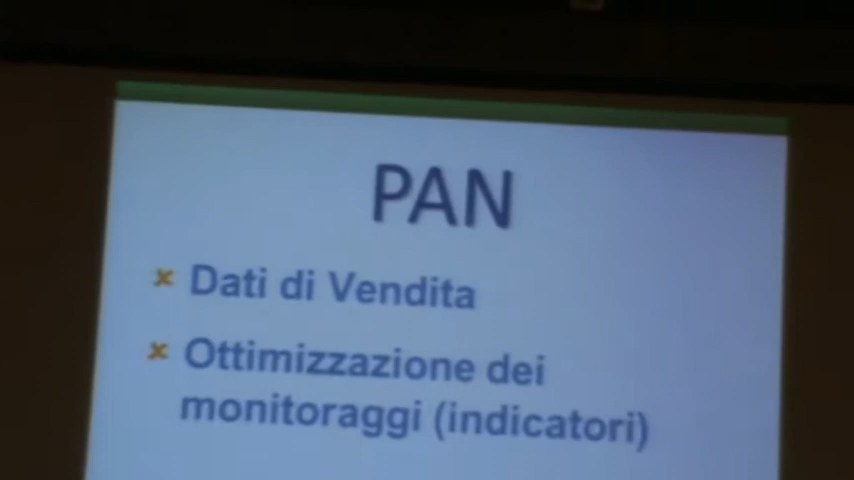 PAN
Dati di Vendita
Ottimizzazione dei
monitoraggi (indicatori)